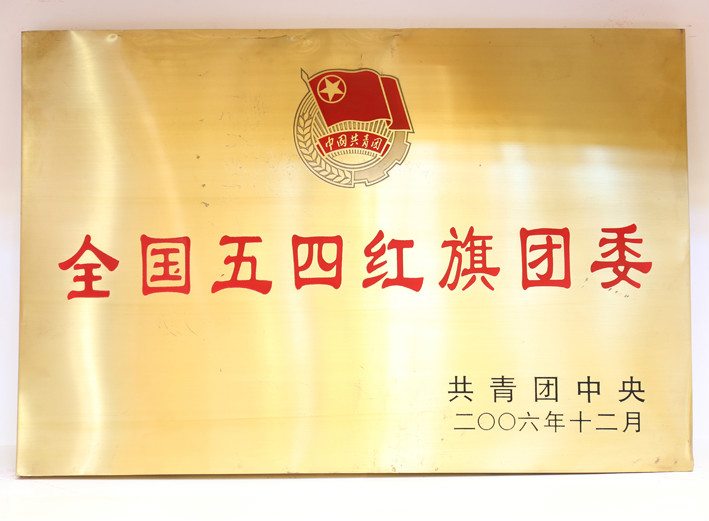 中国共青团
全国五四红旗团委
共青团中央
二〇〇六年十二月